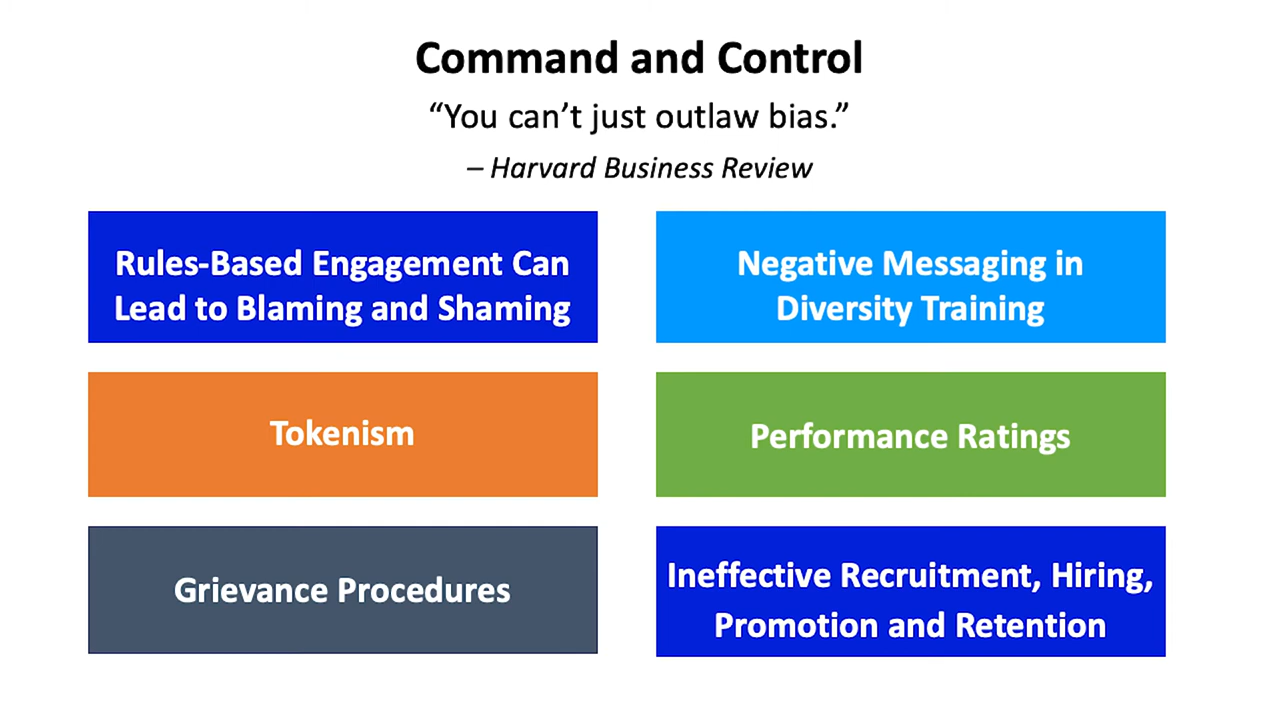 Command and Control
“You can’t just outlaw bias.”
– Harvard Business Review
Rules-Based Engagement Can
Lead to Blaming and Shaming
Negative Messaging in
Diversity Training
Tokenism
Performance Ratings
Grievance Procedures
Ineffective Recruitment, Hiring,
Promotion and Retention